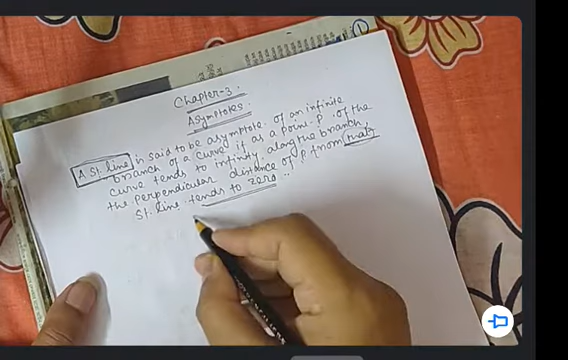 ①
Chapter-3.
Asymptotes.
A St. line is said to be asymptote of an infinite
branch of a curve if as a point P of the
curve tends to infinity along the branch,
the perpendicular distance of P from that
St. line tends to zero.